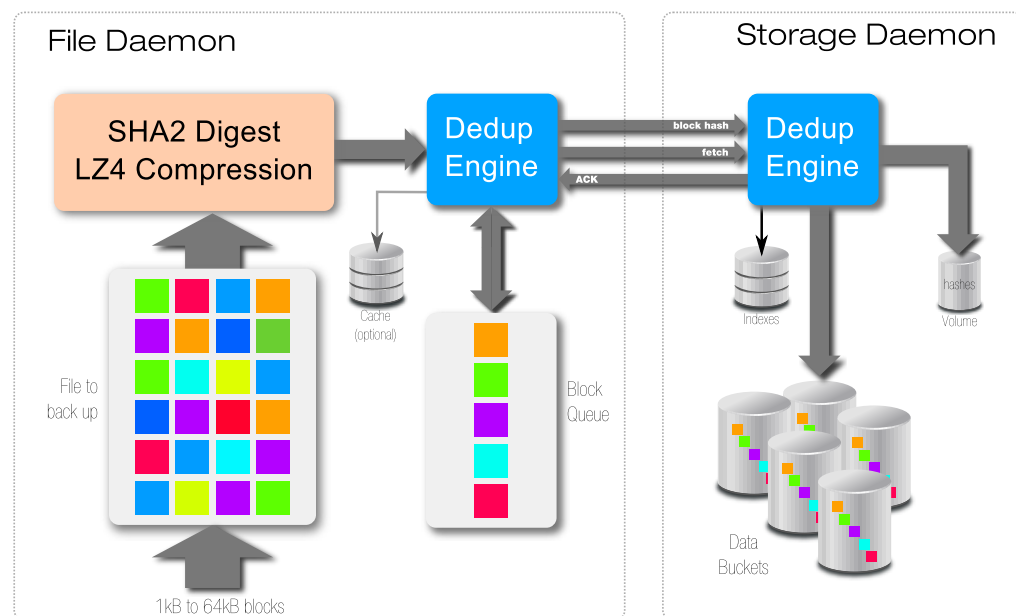 File Daemon
Storage Daemon
SHA2 Digest
LZ4 Compression
Dedup
Engine
block hash
fetch
ACK
Dedup
Engine
Cache
(optional)
Indexes
hashes
Volume
File to
back up
Block
Queue
Data
Buckets
1kB to 64kB blocks